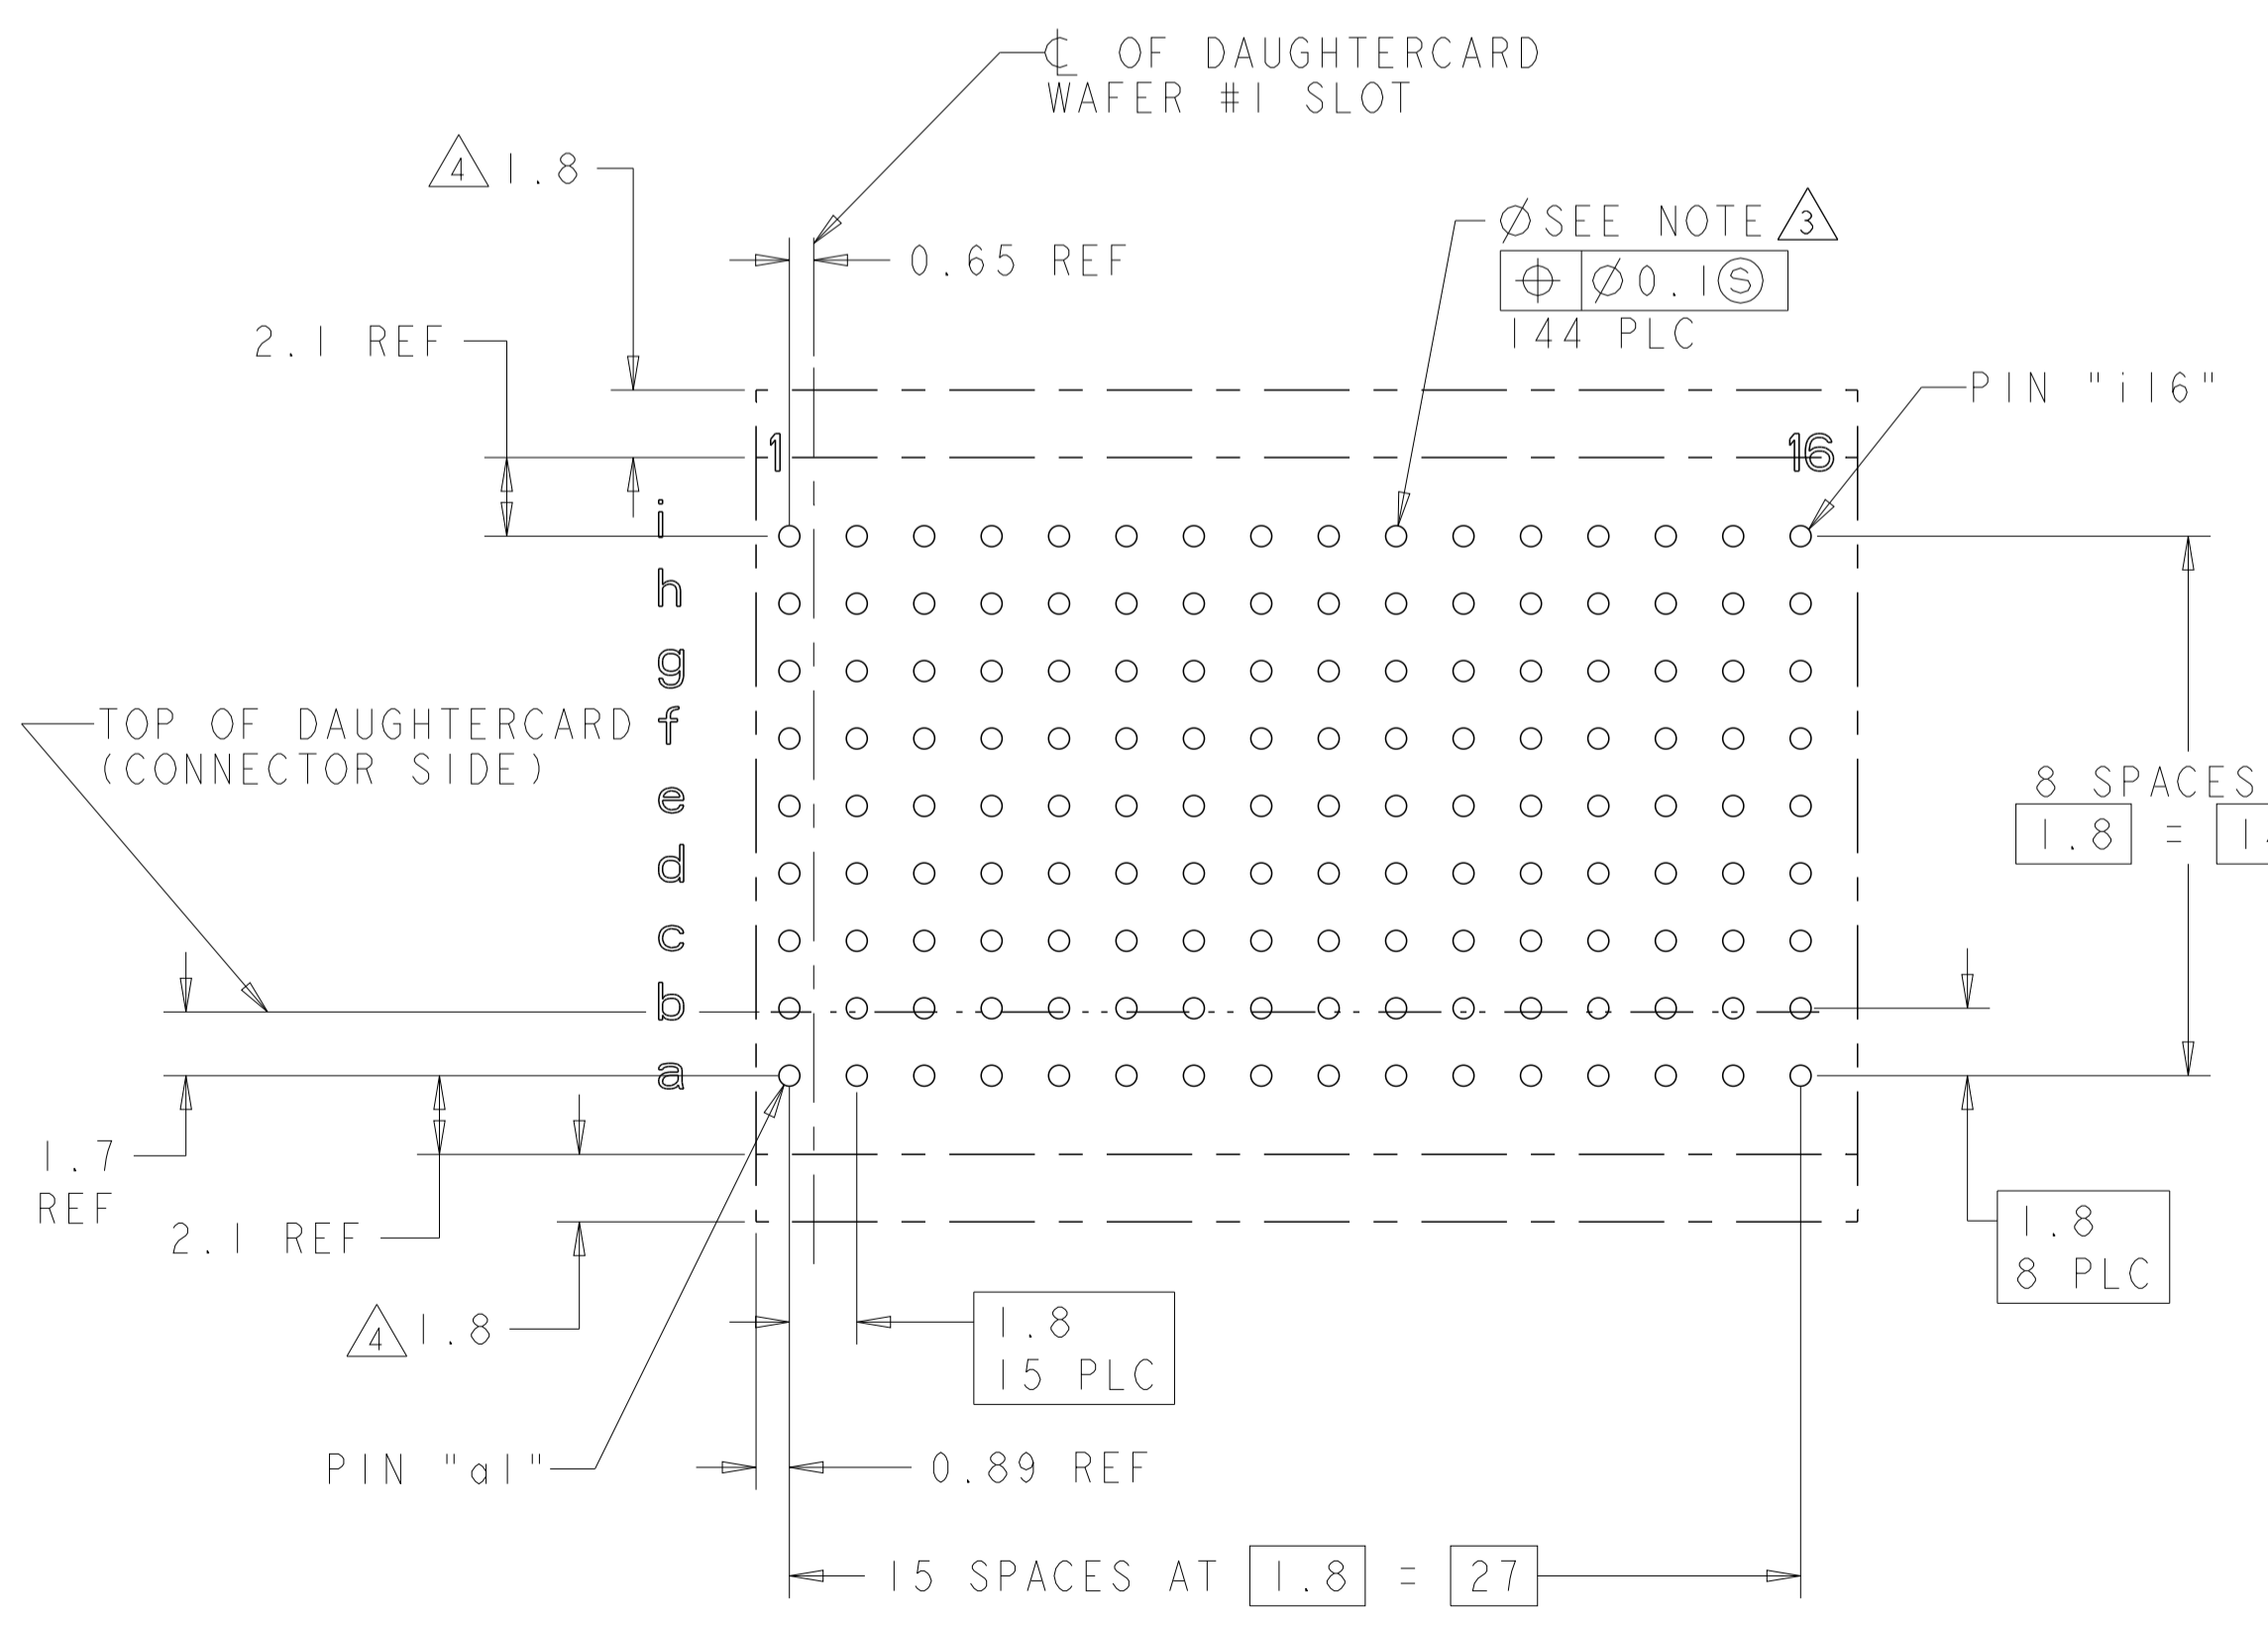 ℄ OF DAUGHTERCARD
WAFER #1 SLOT
4 1.8
0.65 REF
⌀SEE NOTE 3
⌖ ⌀0.1Ⓢ
144 PLC
2.1 REF
PIN "i16"
1
16
i
h
g
f
e
d
c
b
a
TOP OF DAUGHTERCARD
(CONNECTOR SIDE)
8 SPACES
1.8 =
1.7
REF
2.1 REF
4 1.8
1.8
8 PLC
1.8
15 PLC
PIN "a1"
0.89 REF
15 SPACES AT 1.8 = 27